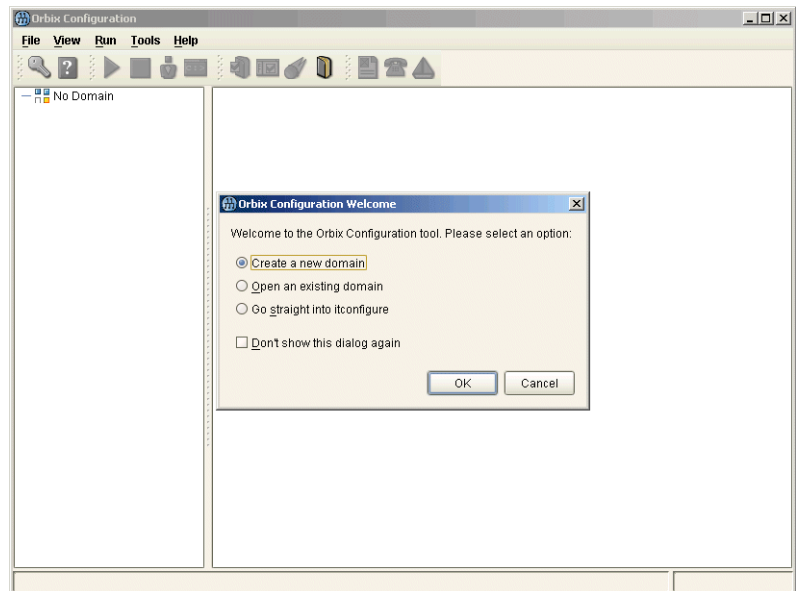 Orbix Configuration
File View Run Tools Help
No Domain
Orbix Configuration Welcome
Welcome to the Orbix Configuration tool. Please select an option:
Create a new domain
Open an existing domain
Go straight into itconfigure
Don't show this dialog again
OK Cancel